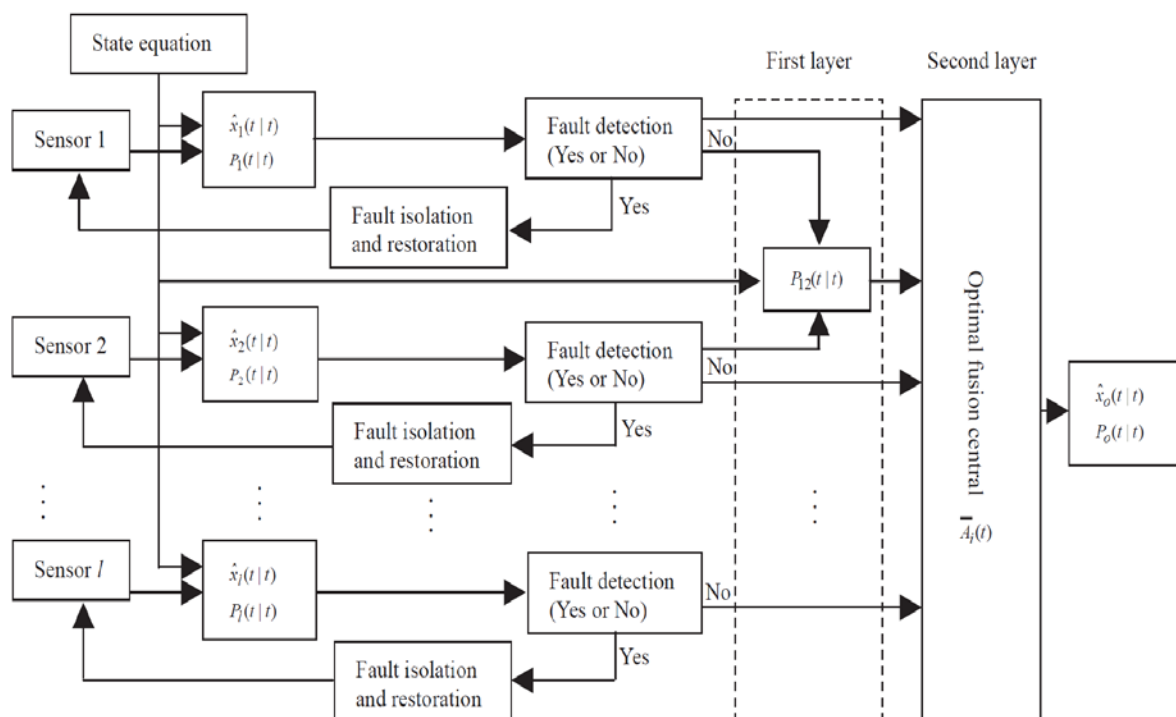 State equation
First layer
Second layer
Sensor 1
x̂₁(t | t)
P₁(t | t)
Fault detection
(Yes or No)
No
Yes
Fault isolation
and restoration
P₁₂(t | t)
Sensor 2
x̂₂(t | t)
P₂(t | t)
Fault detection
(Yes or No)
No
Yes
Fault isolation
and restoration
Optimal fusion central
A̅ᵢ(t)
x̂ₒ(t | t)
Pₒ(t | t)
Sensor l
x̂ₗ(t | t)
Pₗ(t | t)
Fault detection
(Yes or No)
No
Yes
Fault isolation
and restoration